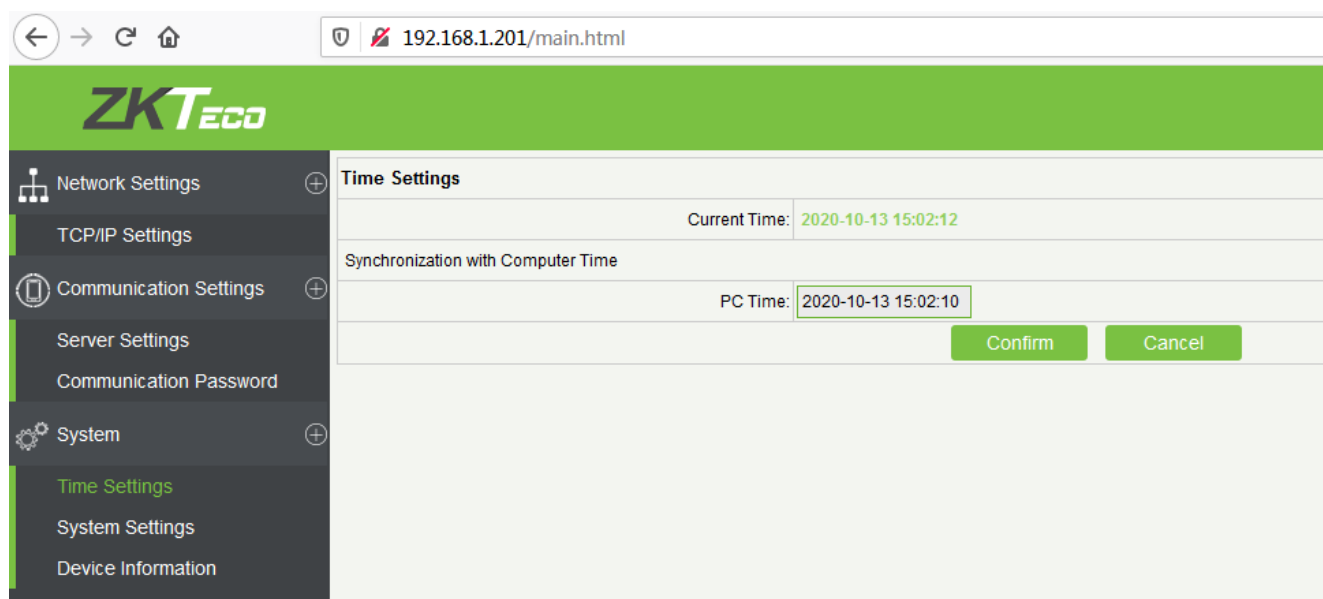 192.168.1.201/main.html
ZKTECO
Network Settings
TCP/IP Settings
Communication Settings
Server Settings
Communication Password
System
Time Settings
System Settings
Device Information
Time Settings
Current Time: 2020-10-13 15:02:12
Synchronization with Computer Time
PC Time: 2020-10-13 15:02:10
Confirm Cancel